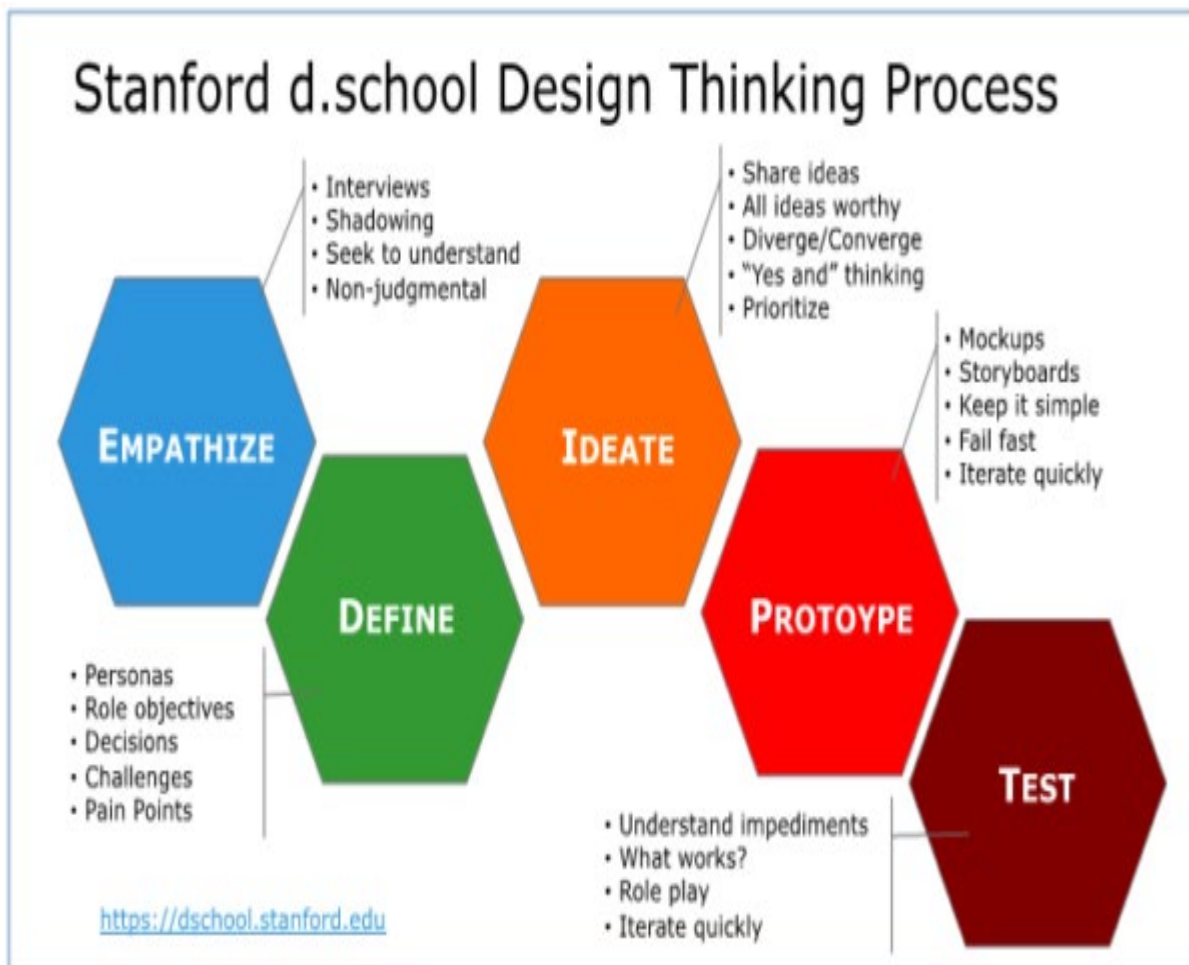 Stanford d.school Design Thinking Process
• Interviews
• Shadowing
• Seek to understand
• Non-judgmental
EMPATHIZE
• Personas
• Role objectives
• Decisions
• Challenges
• Pain Points
DEFINE
• Share ideas
• All ideas worthy
• Diverge/Converge
• “Yes and” thinking
• Prioritize
IDEATE
• Mockups
• Storyboards
• Keep it simple
• Fail fast
• Iterate quickly
PROTOYPE
• Understand impediments
• What works?
• Role play
• Iterate quickly
TEST
https://dschool.stanford.edu